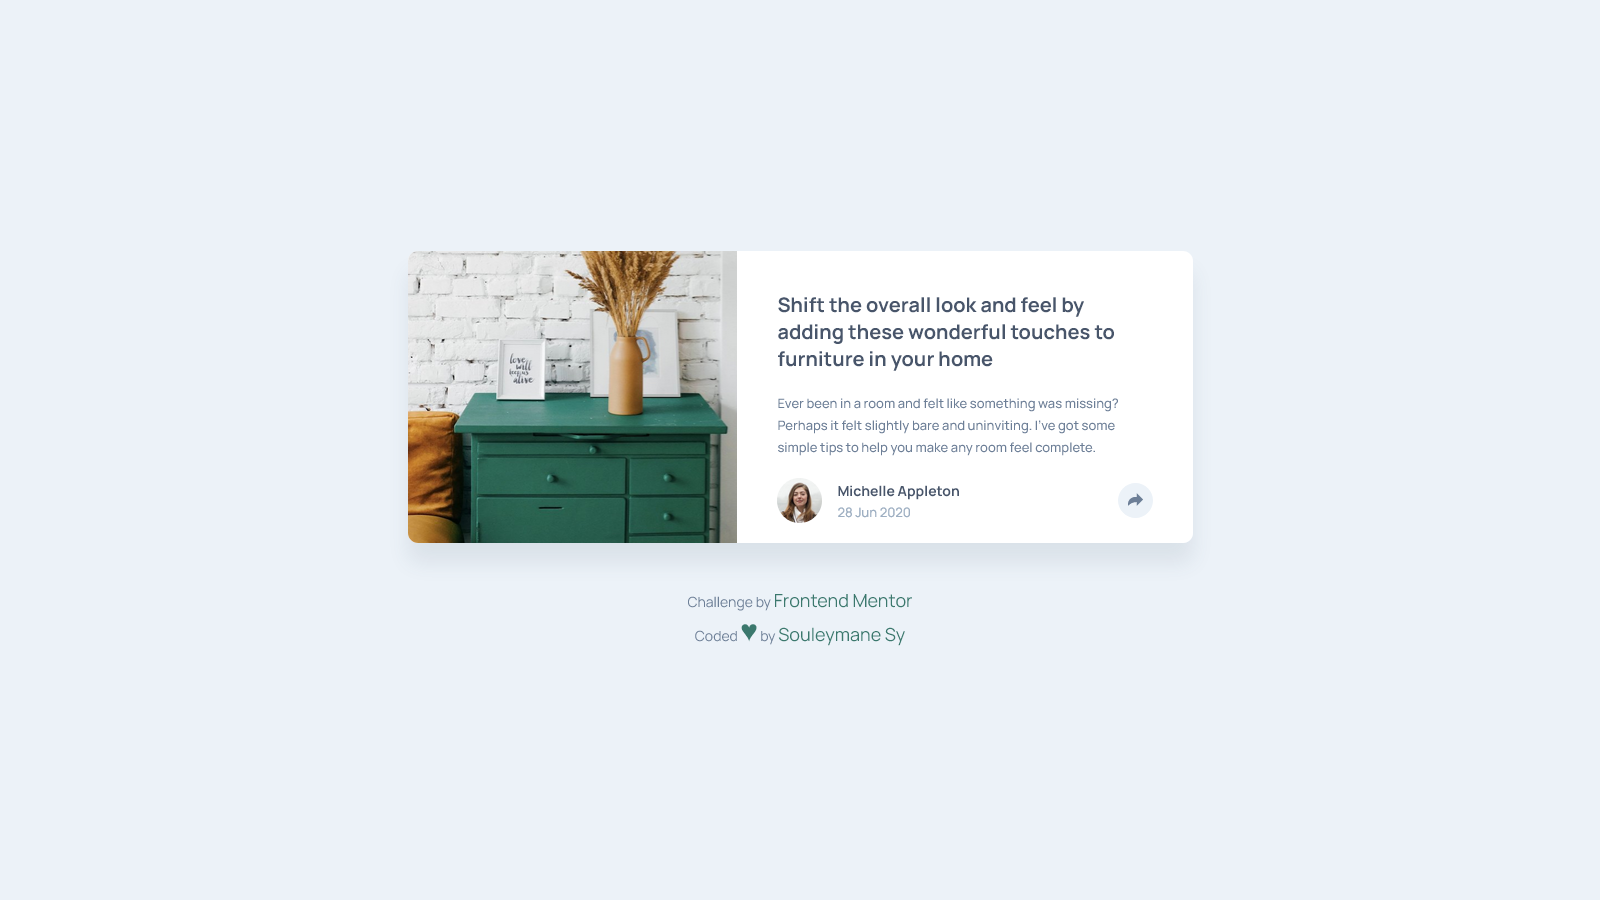 love
will
keep us
alive
Shift the overall look and feel by
adding these wonderful touches to
furniture in your home
Ever been in a room and felt like something was missing?
Perhaps it felt slightly bare and uninviting. I've got some
simple tips to help you make any room feel complete.
Michelle Appleton
28 Jun 2020
Challenge by Frontend Mentor
Coded ♥ by Souleymane Sy